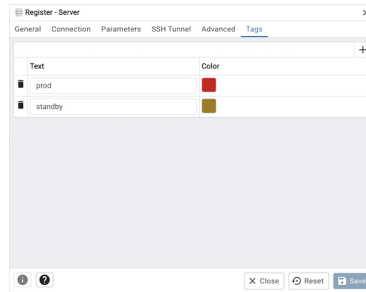 Register - Server
General Connection Parameters SSH Tunnel Advanced Tags
Text Color
prod
standby
Close Reset Save